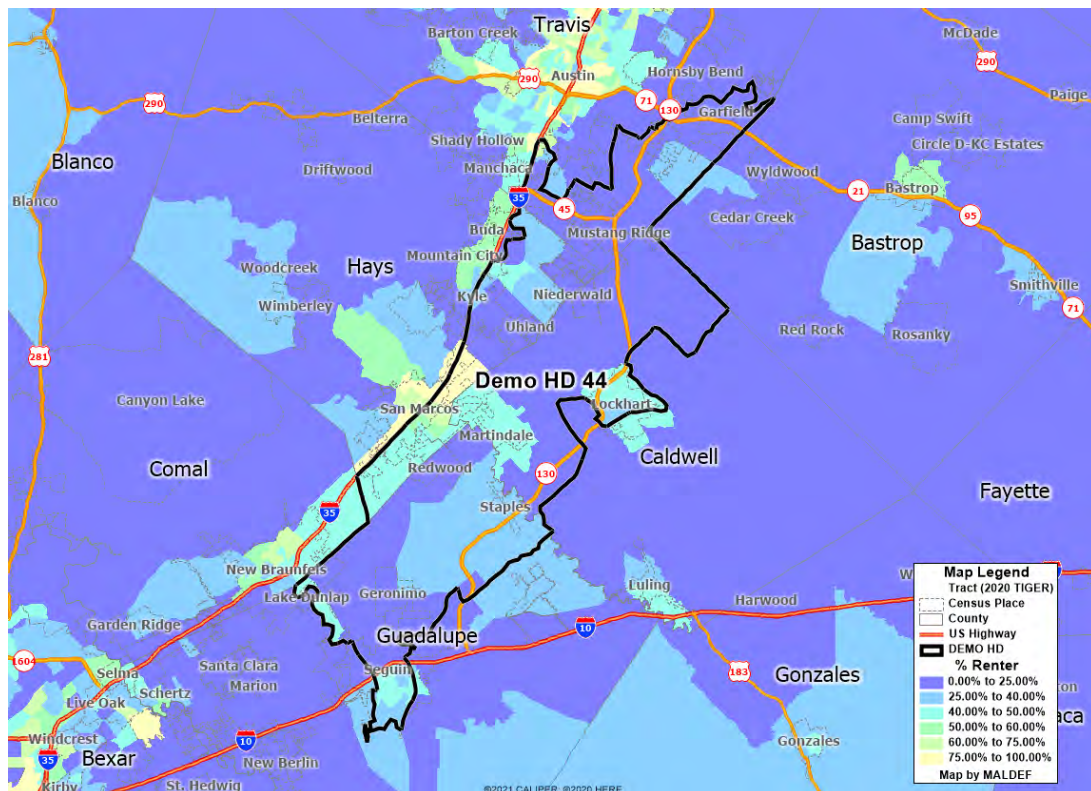 Travis
McDade
Barton Creek
290
290
Austin
Hornsby Bend
71
290
Paige
130
Garfield
Belterra
Camp Swift
Shady Hollow
Circle D-KC Estates
Blanco
Driftwood
Manchaca
Wyldwood
Bastrop
21
35
Blanco
45
Cedar Creek
95
Buda
Mustang Ridge
Bastrop
Mountain City
Hays
Woodcreek
Smithville
Kyle
Niederwald
Wimberley
71
Uhland
Red Rock
Rosanky
281
Demo HD 44
Canyon Lake
San Marcos
Lockhart
Martindale
Comal
Redwood
Caldwell
130
Fayette
Staples
35
New Braunfels
Luling
Lake Dunlap
Geronimo
Harwood
W
Garden Ridge
10
Guadalupe
1604
Selma
Santa Clara
Seguin
183
Gonzales
Schertz
Marion
Live Oak
ton
aca
Windcrest
10
Gonzales
Bexar
35
New Berlin
Kirby
St. Hedwig
Map Legend
Tract (2020 TIGER)
Census Place
County
US Highway
DEMO HD
% Renter
0.00% to 25.00%
25.00% to 40.00%
40.00% to 50.00%
50.00% to 60.00%
60.00% to 75.00%
75.00% to 100.00%
Map by MALDEF
©2021 CALIPER; ©2020 HERE